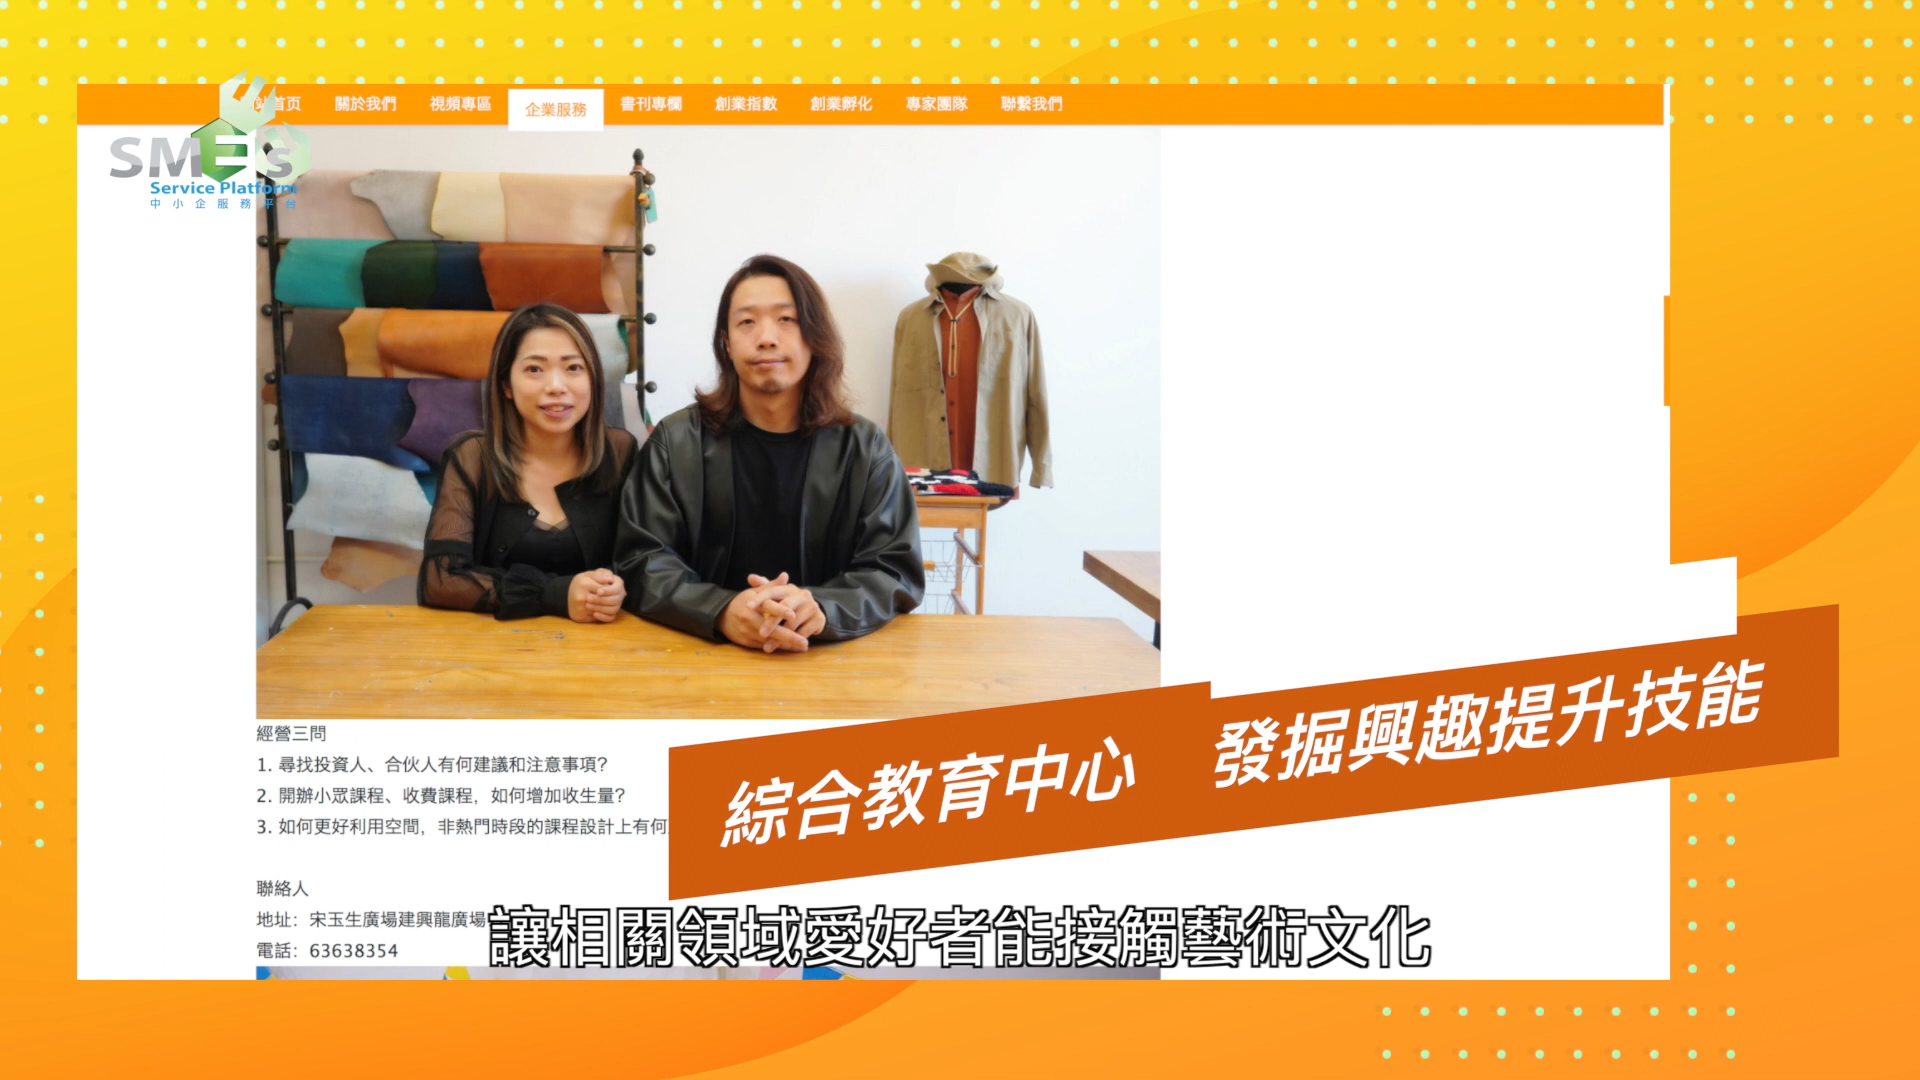 首頁 關於我們 視頻專區 企業服務 書刊專欄 創業指數 創業孵化 專家團隊 聯繫我們
SMEs
Service Platform
中小企服務平台
經營三問
1. 尋找投資人、合伙人有何建議和注意事項?
2. 開辦小眾課程、收費課程，如何增加收生量?
3. 如何更好利用空間，非熱門時段的課程設計上有何
綜合教育中心 發掘興趣提升技能
聯絡人
地址：宋玉生廣場建興龍廣場
電話：63638354
讓相關領域愛好者能接觸藝術文化